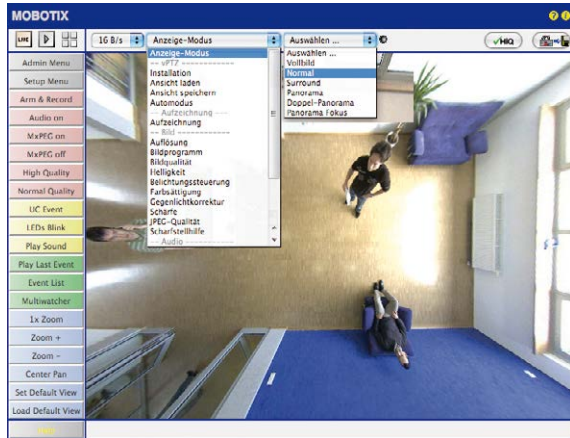 MOBOTIX
LIVE
16 B/s
Anzeige-Modus
Auswählen ...
HiQ
Anzeige-Modus
-- vPTZ ------------
Installation
Ansicht laden
Ansicht speichern
Automodus
-- Aufzeichnung ----
Aufzeichnung
-- Bild ------------
Auflösung
Bildprogramm
Bildqualität
Helligkeit
Belichtungssteuerung
Farbsättigung
Gegenlichtkorrektur
Schärfe
JPEG-Qualität
Scharfstellhilfe
-- Audio -----------
Auswählen ...
Vollbild
Normal
Surround
Panorama
Doppel-Panorama
Panorama Fokus
Admin Menu
Setup Menu
Arm & Record
Audio on
MxPEG on
MxPEG off
High Quality
Normal Quality
UC Event
LEDs Blink
Play Sound
Play Last Event
Event List
Multiwatcher
1x Zoom
Zoom +
Zoom –
Center Pan
Set Default View
Load Default View